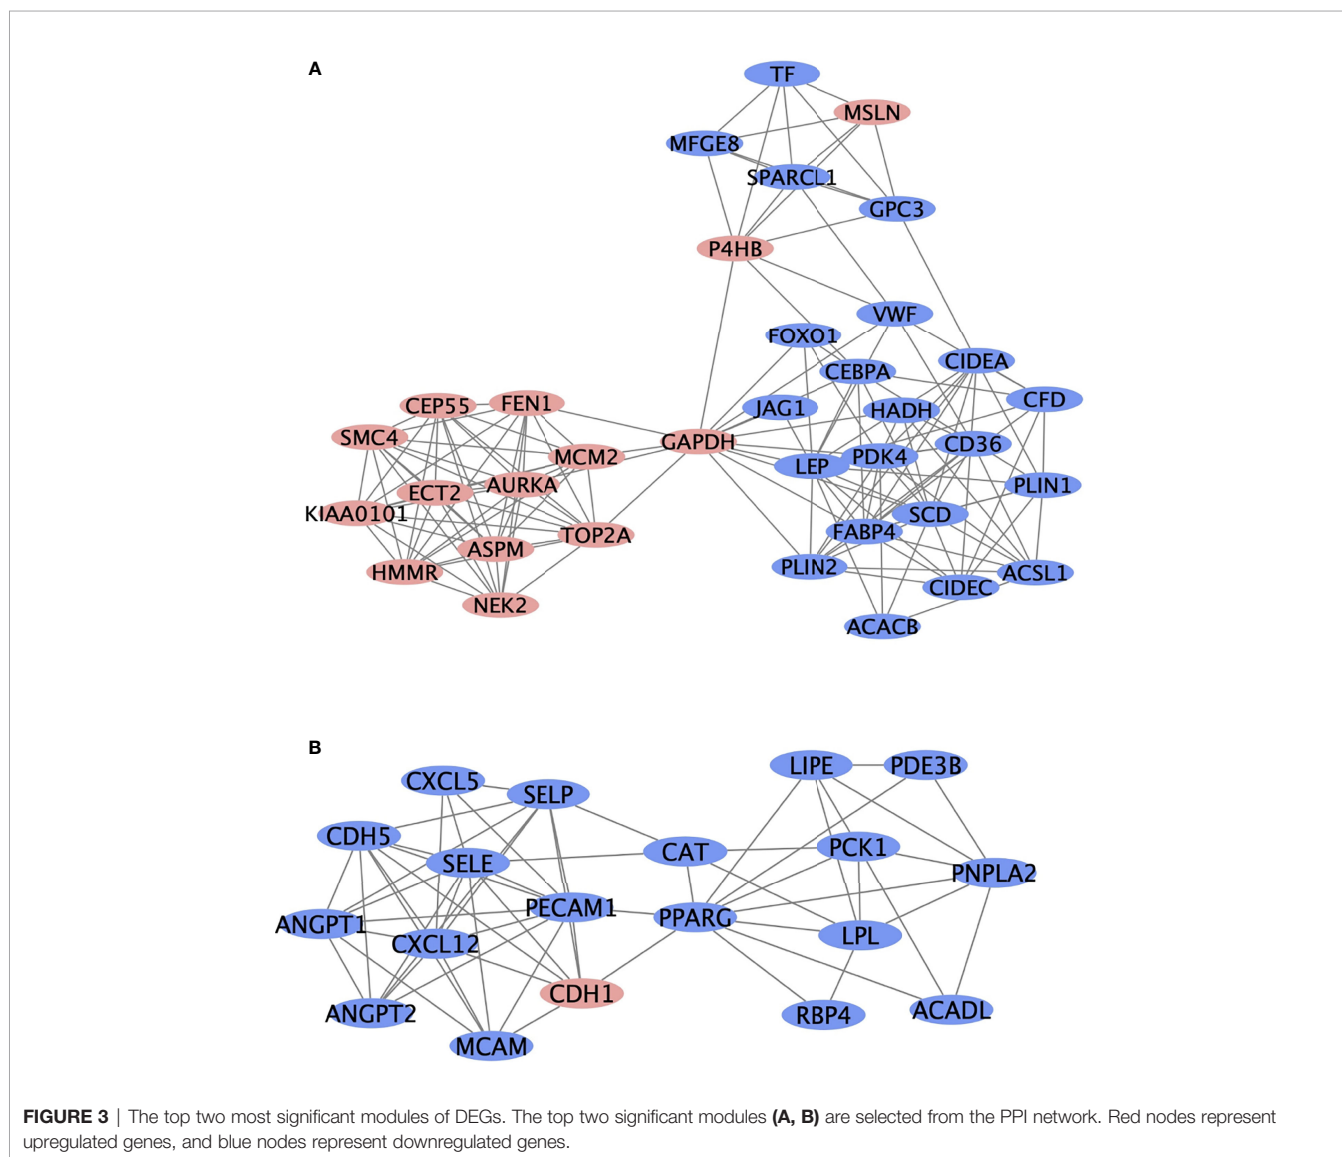 A
TF
MSLN
MFGE8
SPARCL1
GPC3
P4HB
VWF
FOXO1
CIDEA
CEBPA
CFD
CEP55
FEN1
JAG1
HADH
SMC4
GAPDH
CD36
MCM2
LEP
PDK4
AURKA
PLIN1
ECT2
KIAA0101
SCD
TOP2A
FABP4
ASPM
HMMR
PLIN2
ACSL1
CIDEC
NEK2
ACACB
B
LIPE
PDE3B
CXCL5
SELP
CDH5
CAT
PCK1
SELE
PNPLA2
PECAM1
PPARG
ANGPT1
CXCL12
LPL
CDH1
ANGPT2
RBP4
ACADL
MCAM
FIGURE 3 | The top two most significant modules of DEGs. The top two significant modules (A, B) are selected from the PPI network. Red nodes represent
upregulated genes, and blue nodes represent downregulated genes.